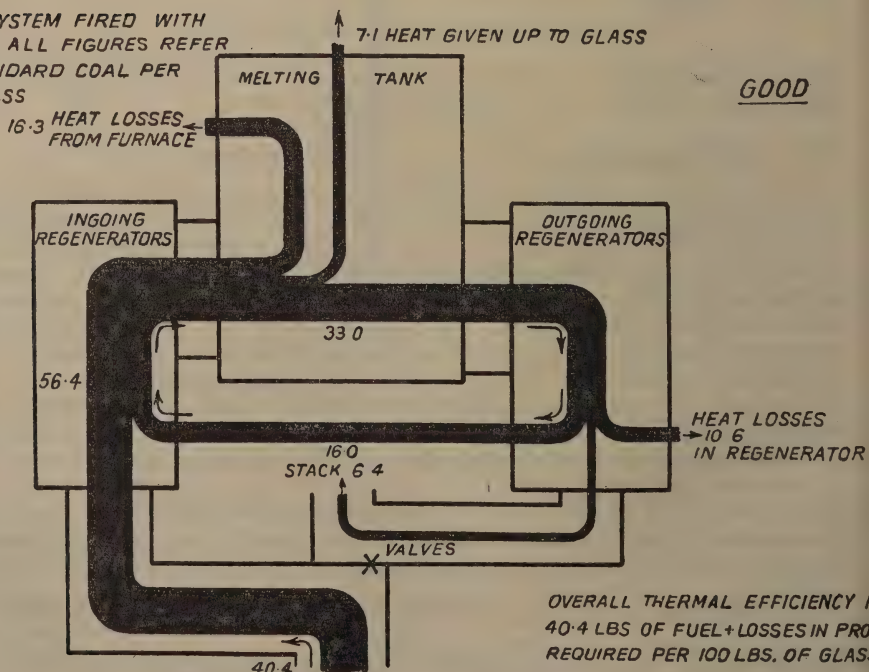 YSTEM FIRED WITH
ALL FIGURES REFER
NDARD COAL PER
SS
7·1 HEAT GIVEN UP TO GLASS
MELTING TANK
GOOD
16·3 HEAT LOSSES
FROM FURNACE
INGOING
REGENERATORS
OUTGOING
REGENERATORS
33 0
56·4
HEAT LOSSES
10 6
IN REGENERATOR
16·0
STACK 6 4
VALVES
OVERALL THERMAL EFFICIENCY
40·4 LBS OF FUEL+LOSSES IN PRO
REQUIRED PER 100 LBS. OF GLAS
40·4